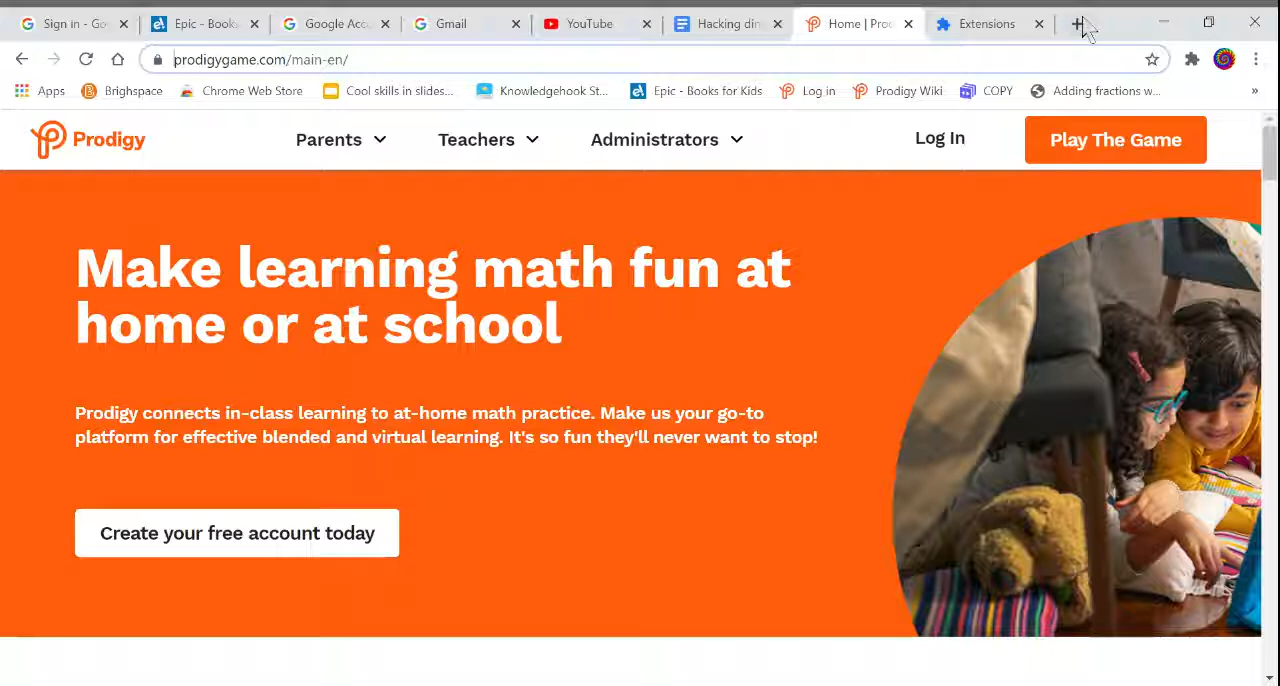 Sign in - Go
Epic - Books
Google Acc
Gmail
YouTube
Hacking din
Home | Proc
Extensions
prodigygame.com/main-en/
Apps
Brighspace
Chrome Web Store
Cool skills in slides...
Knowledgehook St...
Epic - Books for Kids
Log in
Prodigy Wiki
COPY
Adding fractions w...
»
Prodigy
Parents
Teachers
Administrators
Log In
Play The Game
Make learning math fun at
home or at school
Prodigy connects in-class learning to at-home math practice. Make us your go-to
platform for effective blended and virtual learning. It's so fun they'll never want to stop!
Create your free account today